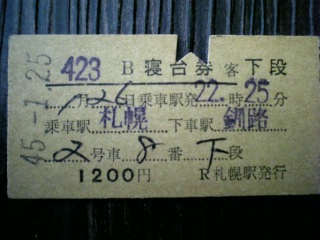 45.-1.25
423 B寝台券 客 下段
月26日乗車駅発22.時25分
乗車駅 札幌 下車駅 釧路
2号車 8番 下段
1200円 R札幌駅発行